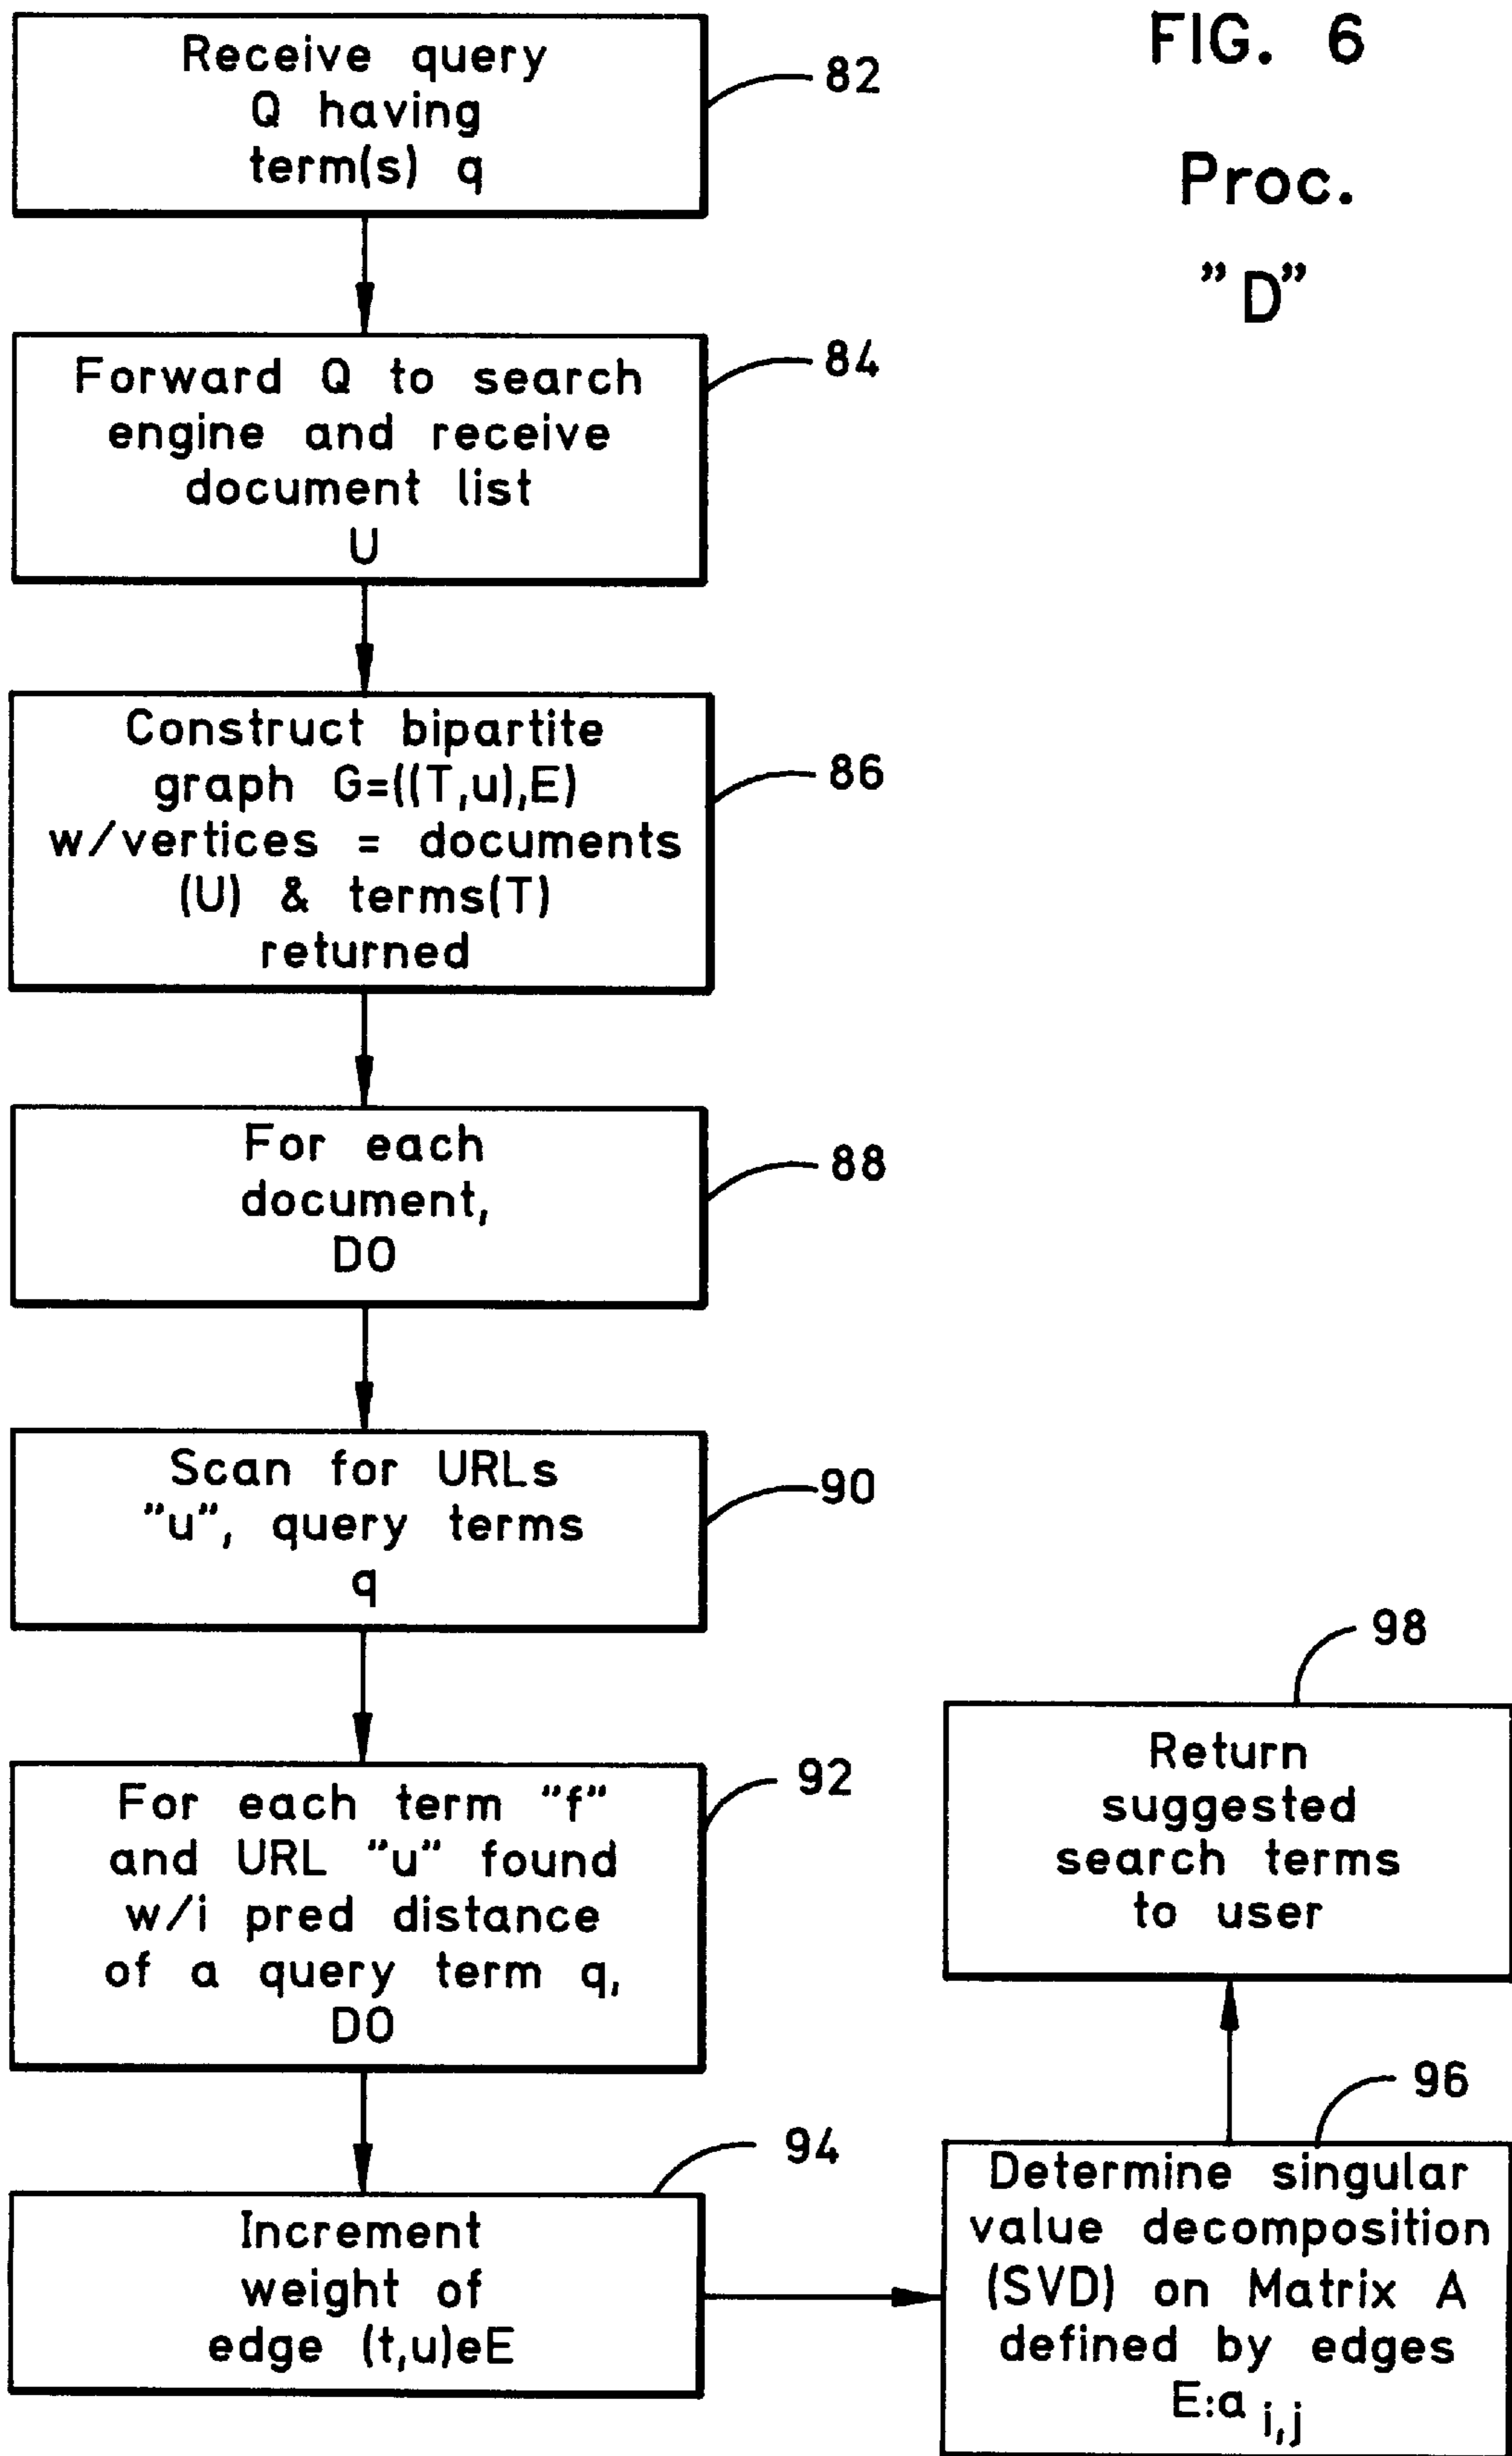 FIG. 6
Proc.
"D"
Receive query
Q having
term(s) q
82
Forward Q to search
engine and receive
document list
U
84
Construct bipartite
graph G=((T,u),E)
w/vertices = documents
(U) & terms(T)
returned
86
For each
document,
DO
88
Scan for URLs
"u", query terms
q
90
For each term "f"
and URL "u" found
w/i pred distance
of a query term q,
DO
92
Increment
weight of
edge (t,u)eE
94
Determine singular
value decomposition
(SVD) on Matrix A
defined by edges
E:a i,j
96
Return
suggested
search terms
to user
98